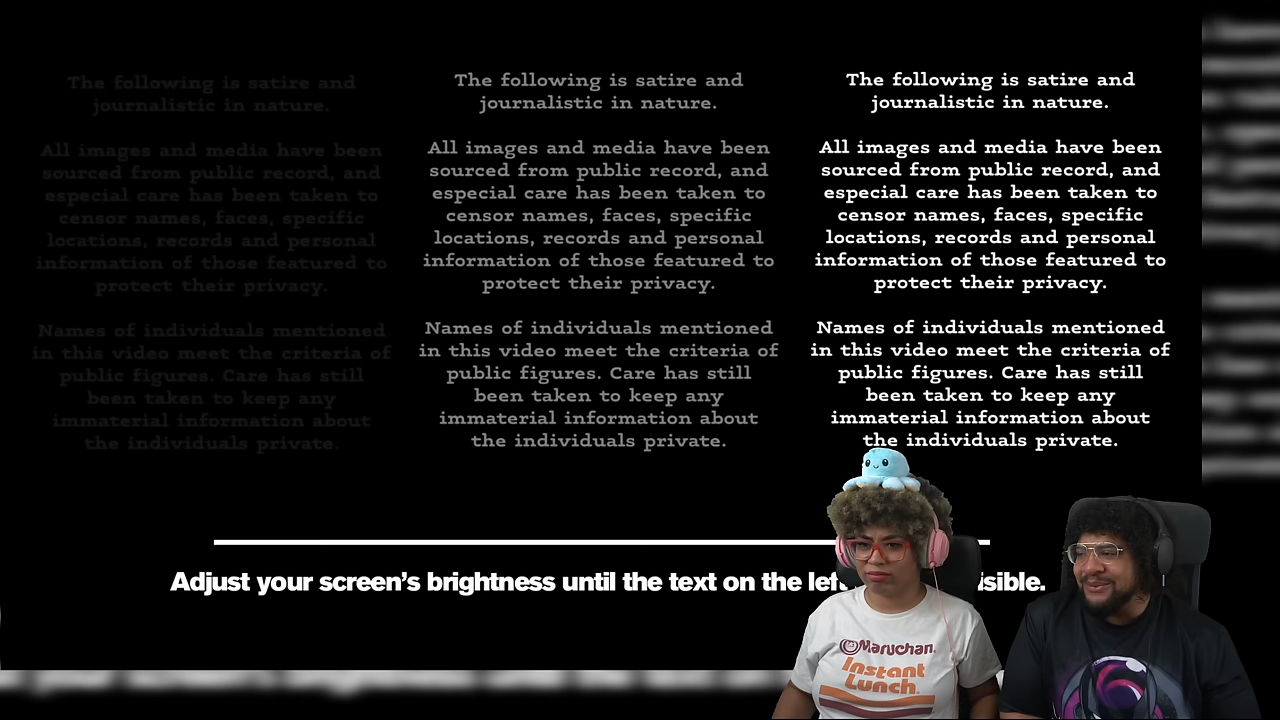 The following is satire and
journalistic in nature.
All images and media have been
sourced from public record, and
especial care has been taken to
censor names, faces, specific
locations, records and personal
information of those featured to
protect their privacy.
Names of individuals mentioned
in this video meet the criteria of
public figures. Care has still
been taken to keep any
immaterial information about
the individuals private.
The following is satire and
journalistic in nature.
All images and media have been
sourced from public record, and
especial care has been taken to
censor names, faces, specific
locations, records and personal
information of those featured to
protect their privacy.
Names of individuals mentioned
in this video meet the criteria of
public figures. Care has still
been taken to keep any
immaterial information about
the individuals private.
The following is satire and
journalistic in nature.
All images and media have been
sourced from public record, and
especial care has been taken to
censor names, faces, specific
locations, records and personal
information of those featured to
protect their privacy.
Names of individuals mentioned
in this video meet the criteria of
public figures. Care has still
been taken to keep any
immaterial information about
the individuals private.
Adjust your screen's brightness until the text on the left
Maruchan.
Instant
Lunch.